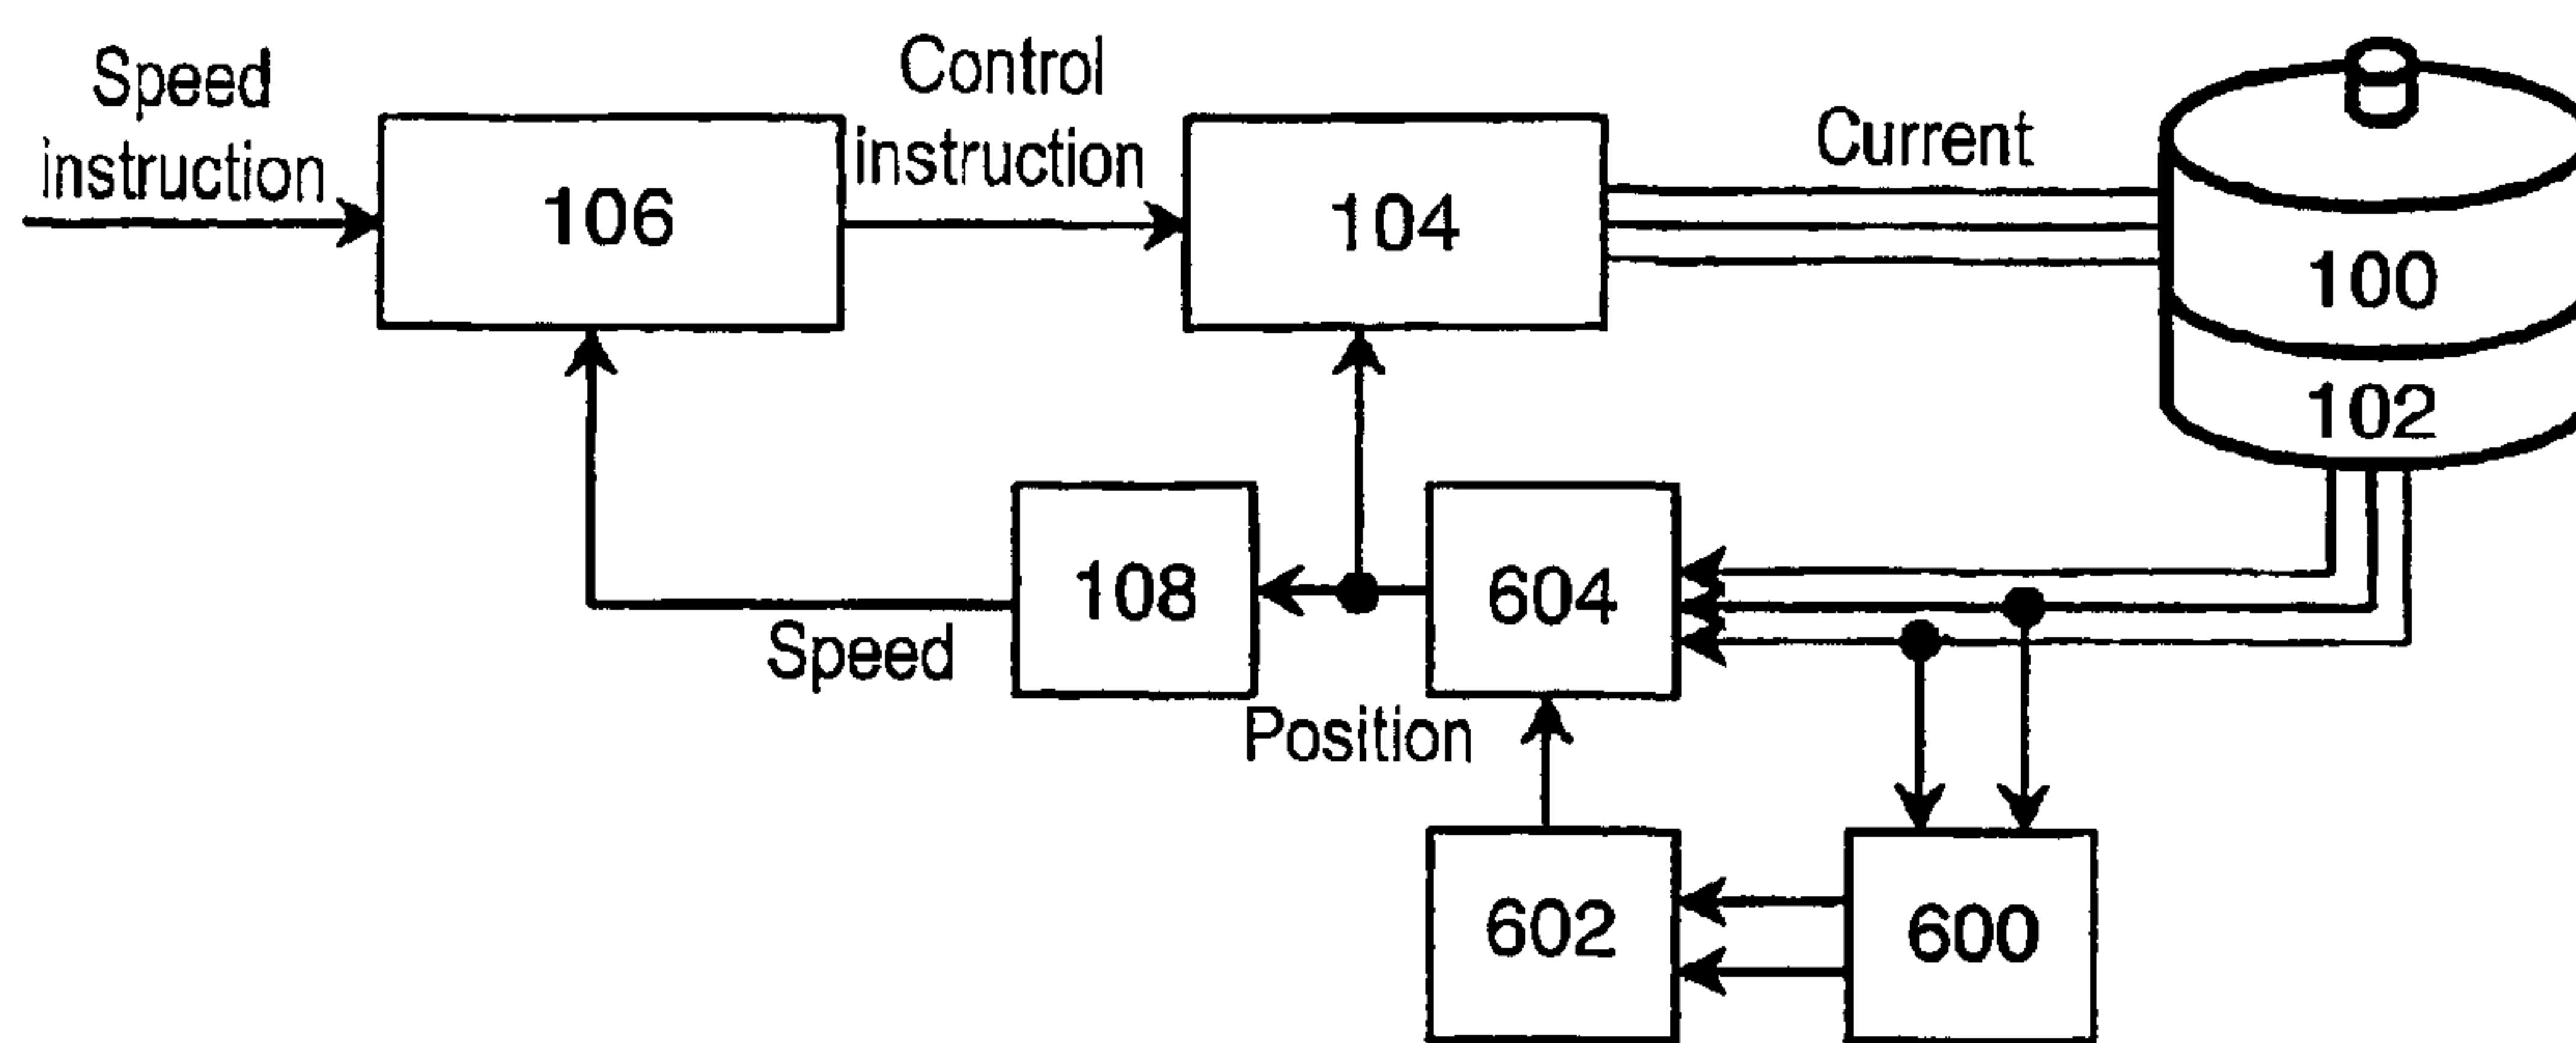 Speed
instruction
106
Control
instruction
104
Current
100
102
108
604
Speed
Position
602
600